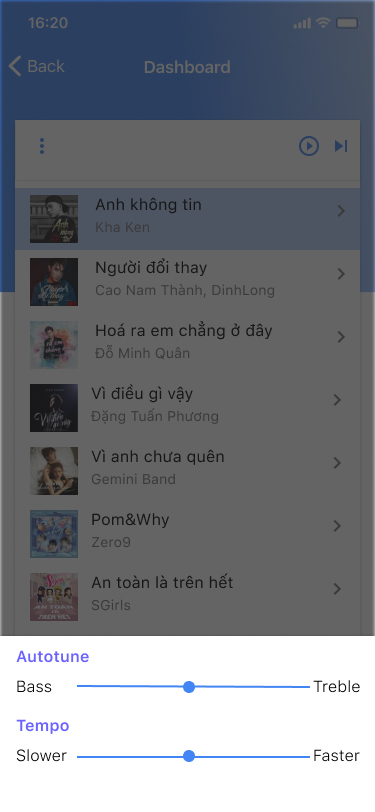 16:20
Back
Dashboard
Anh không tin
Kha Ken
Người đổi thay
Cao Nam Thành, DinhLong
Hoá ra em chẳng ở đây
Đỗ Minh Quân
Vì điều gì vậy
Đặng Tuấn Phương
Vì anh chưa quên
Gemini Band
Pom&Why
Zero9
An toàn là trên hết
SGirls
Autotune
Bass
Treble
Tempo
Slower
Faster